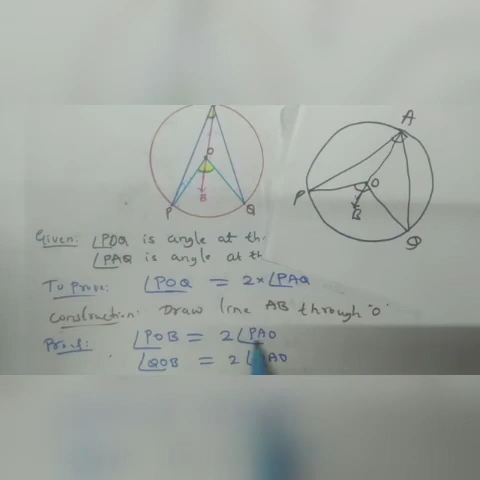 A
O
B
P
Q
A
P
O
B
Q
Given: ∠POQ is angle at th
∠PAQ is angle at th
To prove: ∠POQ = 2×∠PAQ
Construction: Draw line AB through "O"
Proof: ∠POB = 2∠PAO
∠QOB = 2∠AO